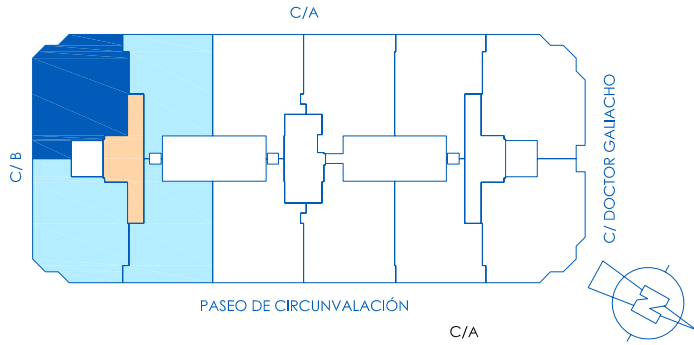 C/A
C/ B
C/ DOCTOR GALIACHO
PASEO DE CIRCUNVALACIÓN
C/A
N